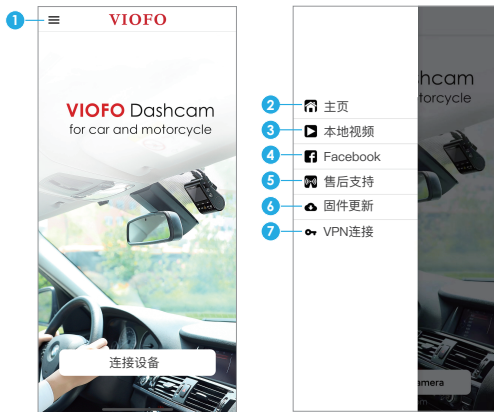 1
VIOFO
VIOFO Dashcam
for car and motorcycle
连接设备
hcam
torcycle
2 主页
3 本地视频
4 Facebook
5 售后支持
6 固件更新
7 VPN连接
amera